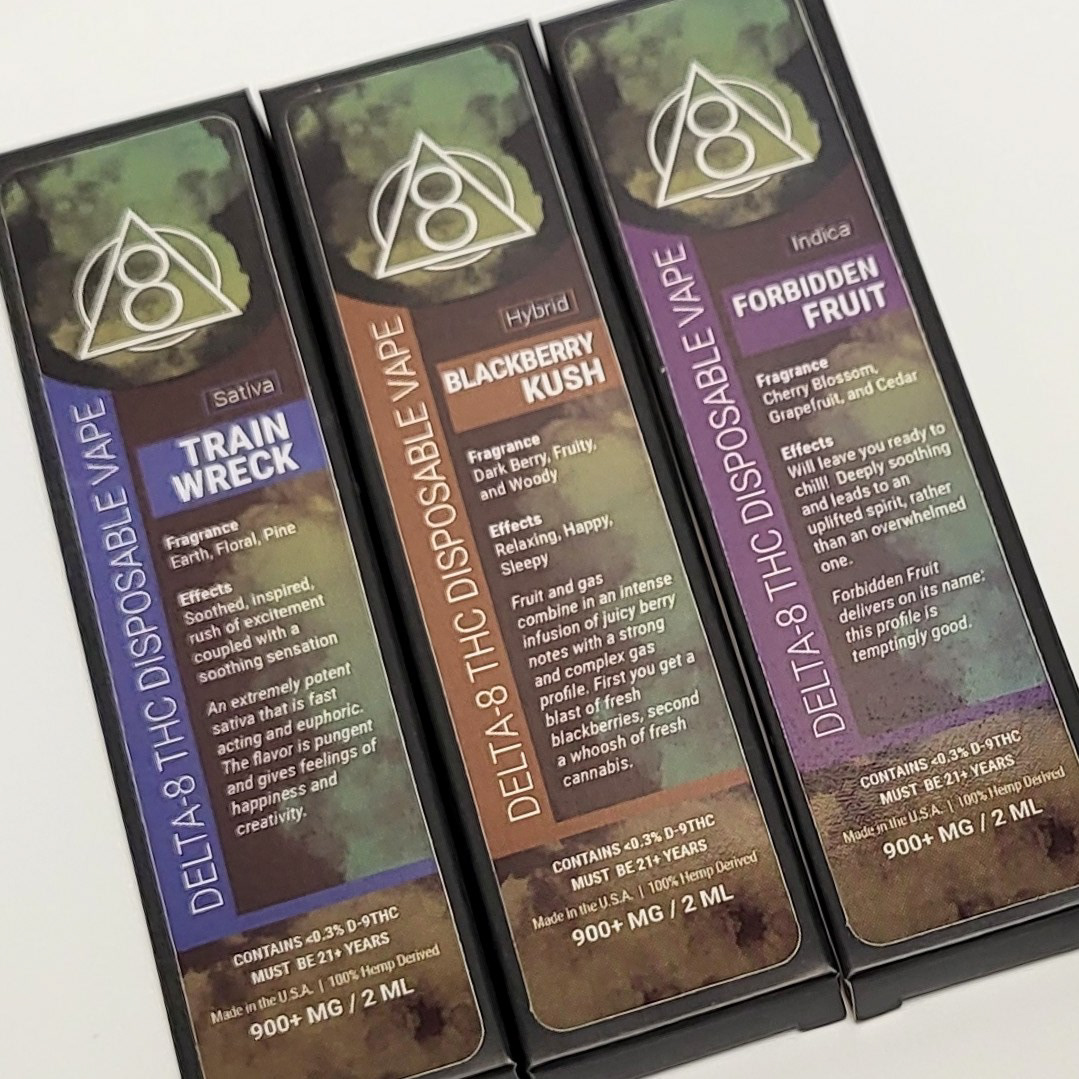 8
Sativa
TRAIN
WRECK
DELTA-8 THC DISPOSABLE VAPE
Fragrance
Earth, Floral, Pine
Effects
Soothed, inspired,
rush of excitement
coupled with a
soothing sensation
An extremely potent
sativa that is fast
acting and euphoric.
The flavor is pungent
and gives feelings of
happiness and
creativity.
CONTAINS <0.3% D-9THC
MUST BE 21+ YEARS
Made in the U.S.A. | 100% Hemp Derived
900+ MG / 2 ML
8
Hybrid
BLACKBERRY
KUSH
DELTA-8 THC DISPOSABLE VAPE
Fragrance
Dark Berry, Fruity,
and Woody
Effects
Relaxing, Happy,
Sleepy
Fruit and gas
combine in an intense
infusion of juicy berry
notes with a strong
and complex gas
profile. First you get a
blast of fresh
blackberries, second
a whoosh of fresh
cannabis.
CONTAINS <0.3% D-9THC
MUST BE 21+ YEARS
Made in the U.S.A. | 100% Hemp Derived
900+ MG / 2 ML
8
Indica
FORBIDDEN
FRUIT
DELTA-8 THC DISPOSABLE VAPE
Fragrance
Cherry Blossom,
Grapefruit, and Cedar
Effects
Will leave you ready to
chill! Deeply soothing
and leads to an
uplifted spirit, rather
than an overwhelmed
one.
Forbidden Fruit
delivers on its name:
this profile is
temptingly good.
CONTAINS <0.3% D-9THC
MUST BE 21+ YEARS
Made in the U.S.A. | 100% Hemp Derived
900+ MG / 2 ML